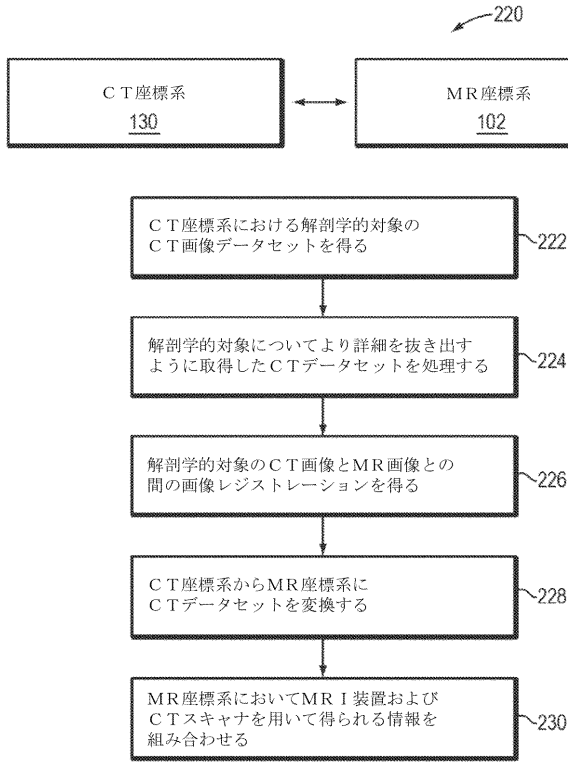 220
ＣＴ座標系
130
ＭＲ座標系
102
ＣＴ座標系における解剖学的対象の
ＣＴ画像データセットを得る
222
解剖学的対象についてより詳細を抜き出す
ように取得したＣＴデータセットを処理する
224
解剖学的対象のＣＴ画像とＭＲ画像との
間の画像レジストレーションを得る
226
ＣＴ座標系からＭＲ座標系に
ＣＴデータセットを変換する
228
ＭＲ座標系においてＭＲＩ装置および
ＣＴスキャナを用いて得られる情報を
組み合わせる
230